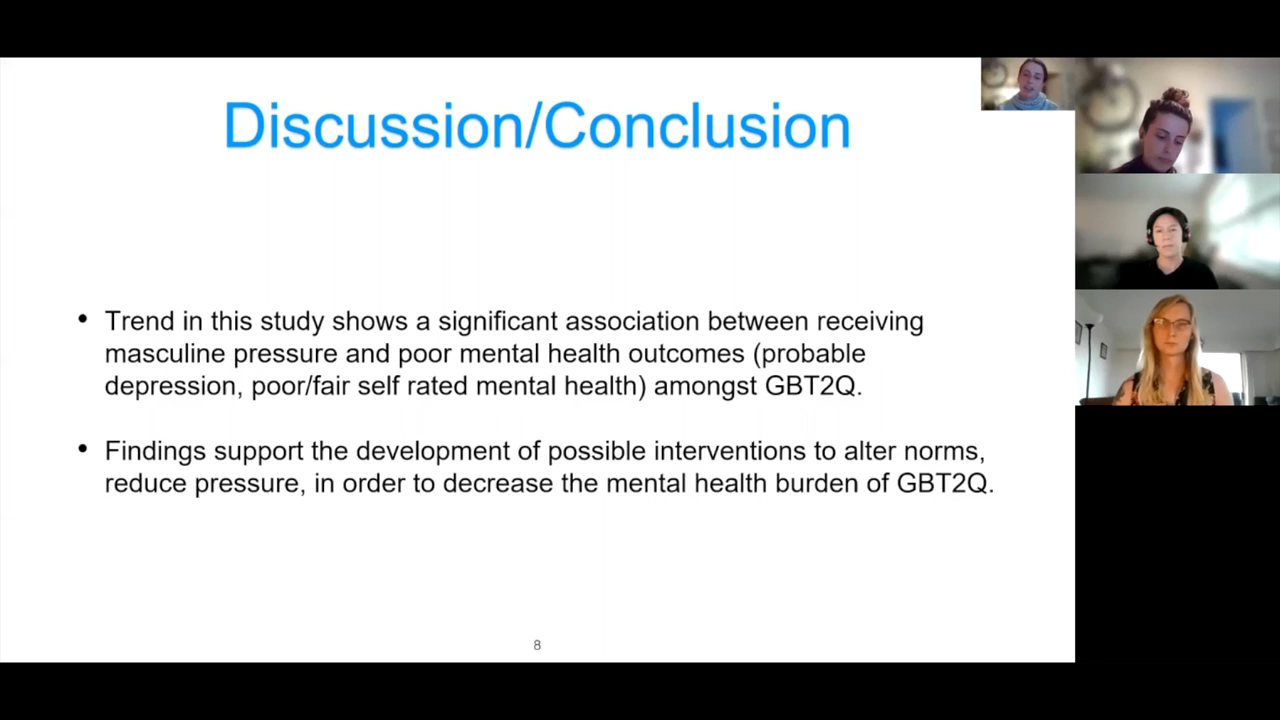 Discussion/Conclusion
• Trend in this study shows a significant association between receiving
masculine pressure and poor mental health outcomes (probable
depression, poor/fair self rated mental health) amongst GBT2Q.
• Findings support the development of possible interventions to alter norms,
reduce pressure, in order to decrease the mental health burden of GBT2Q.
8